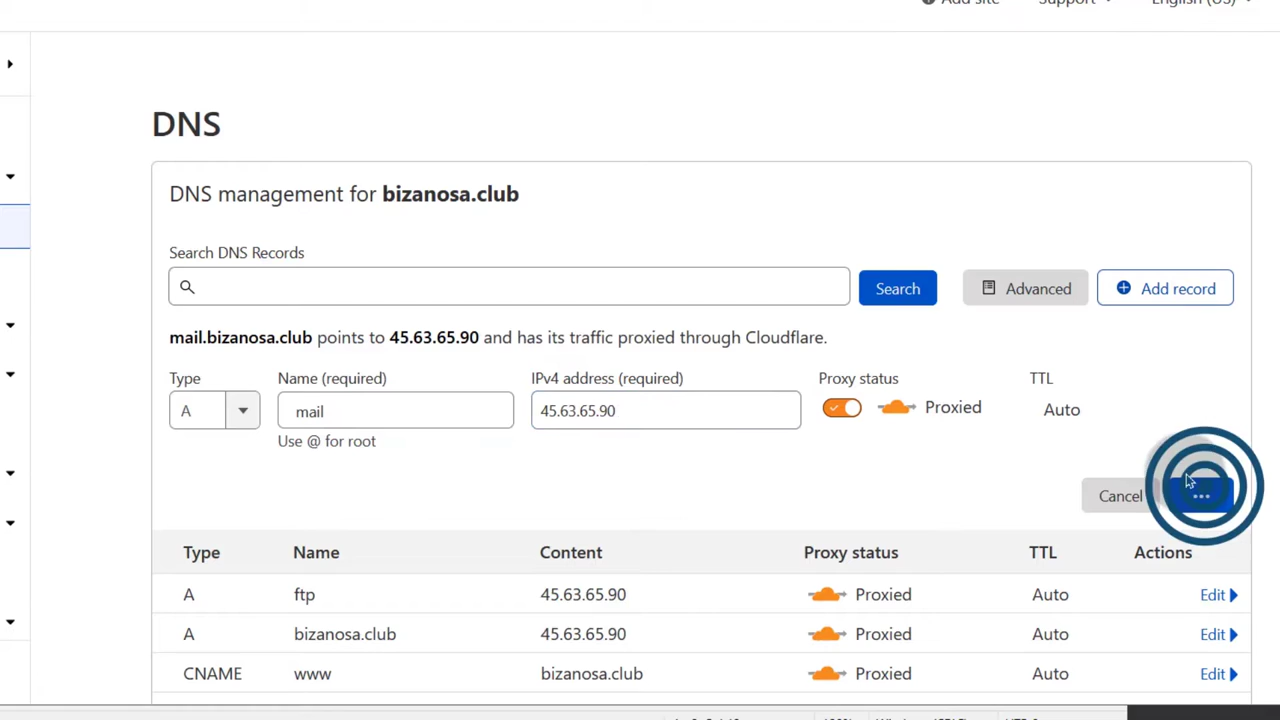 Add site Support English (US)
DNS
DNS management for bizanosa.club
Search DNS Records
Search Advanced Add record
mail.bizanosa.club points to 45.63.65.90 and has its traffic proxied through Cloudflare.
Type Name (required) IPv4 address (required) Proxy status TTL
A mail 45.63.65.90 Proxied Auto
Use @ for root
Cancel ...
Type Name Content Proxy status TTL Actions
A ftp 45.63.65.90 Proxied Auto Edit
A bizanosa.club 45.63.65.90 Proxied Auto Edit
CNAME www bizanosa.club Proxied Auto Edit